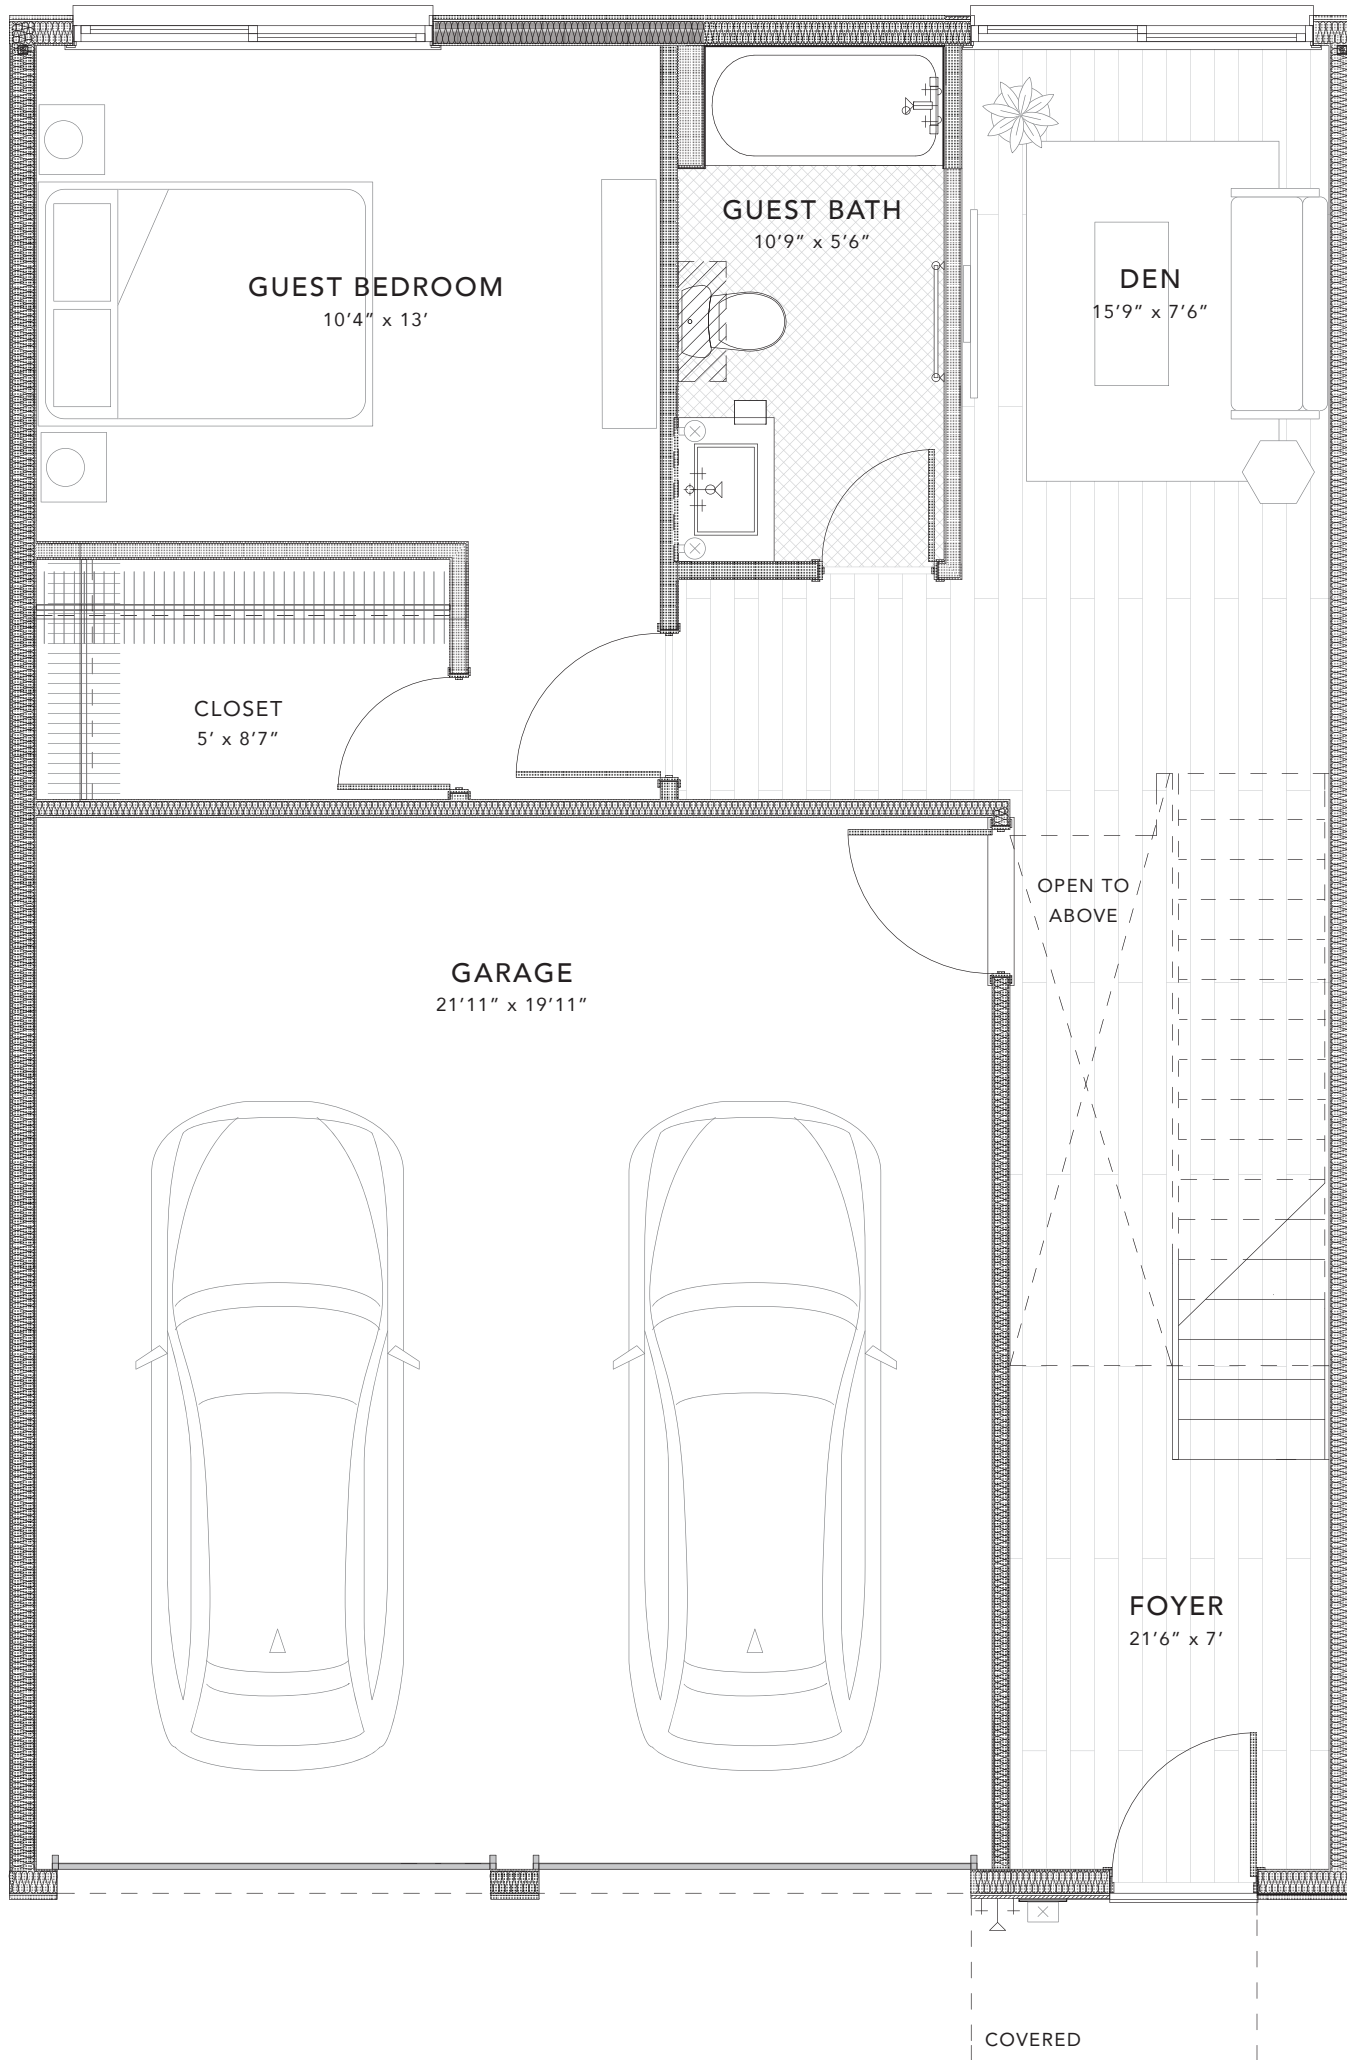 GUEST BATH
10'9" x 5'6"
GUEST BEDROOM
10'4" x 13'
DEN
15'9" x 7'6"
CLOSET
5' x 8'7"
OPEN TO
ABOVE
GARAGE
21'11" x 19'11"
FOYER
21'6" x 7'
COVERED